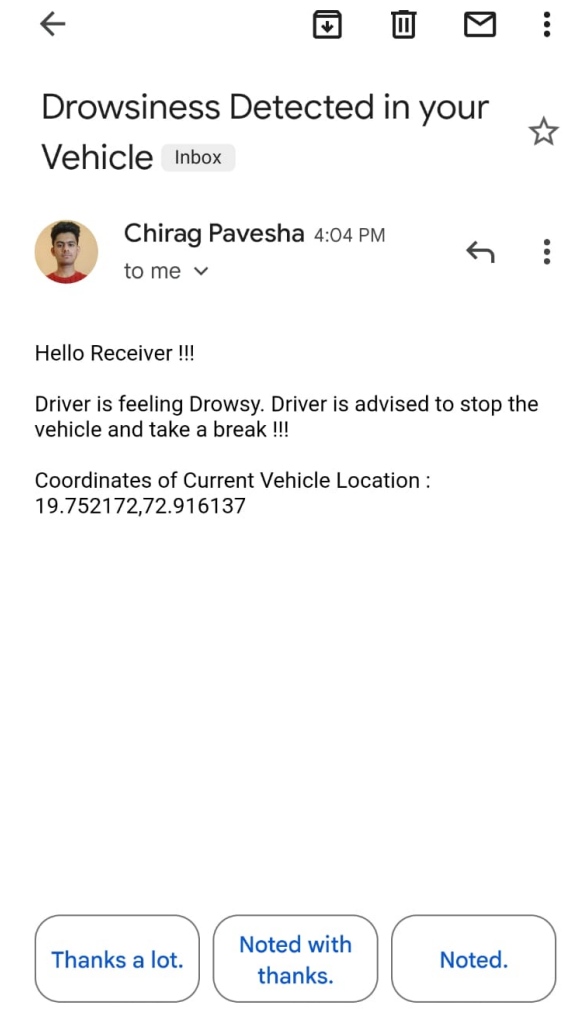 Drowsiness Detected in your
Vehicle Inbox
Chirag Pavesha 4:04 PM
to me
Hello Receiver !!!
Driver is feeling Drowsy. Driver is advised to stop the
vehicle and take a break !!!
Coordinates of Current Vehicle Location :
19.752172,72.916137
Thanks a lot.
Noted with
thanks.
Noted.